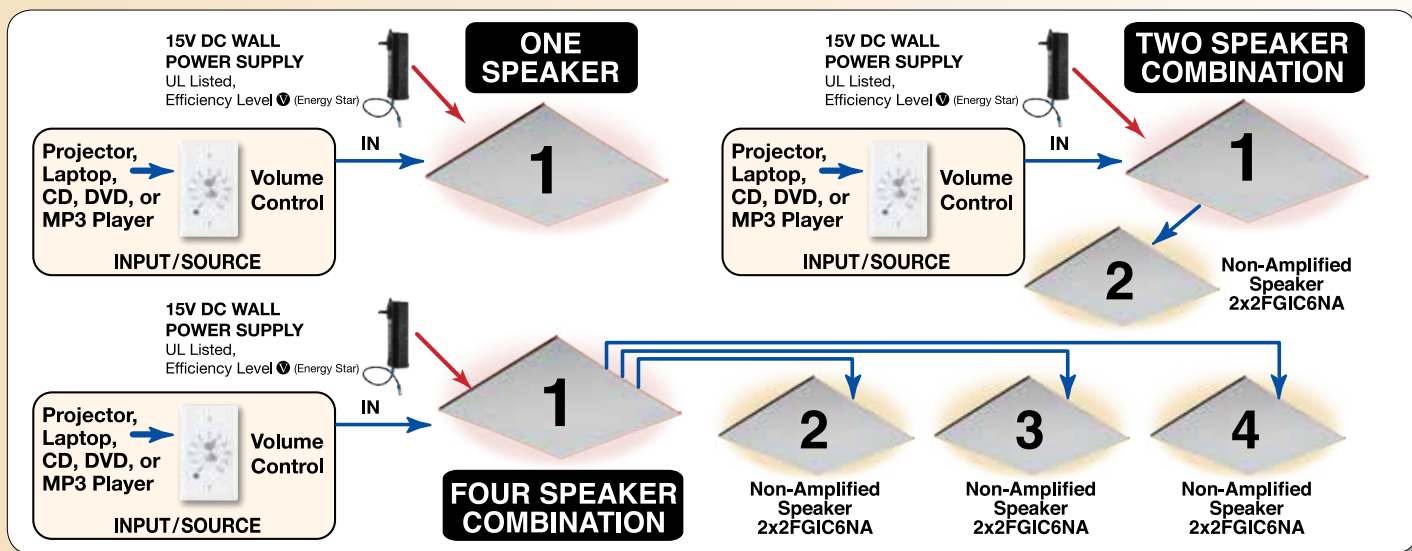 15V DC WALL
POWER SUPPLY
UL Listed,
Efficiency Level V (Energy Star)
ONE
SPEAKER
Projector,
Laptop,
CD, DVD, or
MP3 Player
Volume
Control
INPUT/SOURCE
IN
1
15V DC WALL
POWER SUPPLY
UL Listed,
Efficiency Level V (Energy Star)
TWO SPEAKER
COMBINATION
Projector,
Laptop,
CD, DVD, or
MP3 Player
Volume
Control
INPUT/SOURCE
IN
1
2
Non-Amplified
Speaker
2x2FGIC6NA
15V DC WALL
POWER SUPPLY
UL Listed,
Efficiency Level V (Energy Star)
Projector,
Laptop,
CD, DVD, or
MP3 Player
Volume
Control
INPUT/SOURCE
IN
1
FOUR SPEAKER
COMBINATION
2
Non-Amplified
Speaker
2x2FGIC6NA
3
Non-Amplified
Speaker
2x2FGIC6NA
4
Non-Amplified
Speaker
2x2FGIC6NA